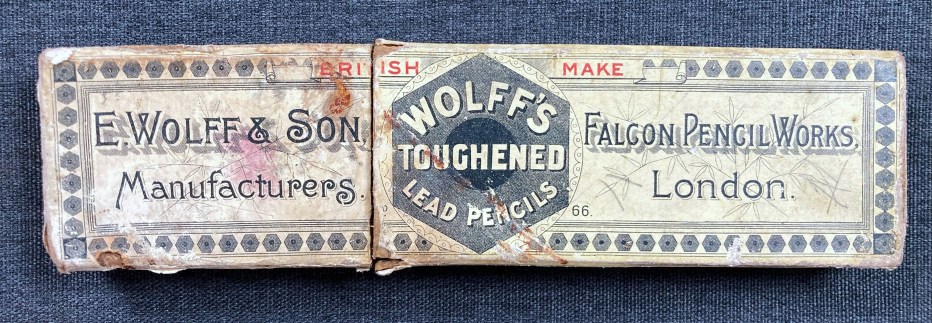 BRITISH MAKE
E. WOLFF & SON,
Manufacturers.
WOLFF'S
TOUGHENED
LEAD PENCILS.
66.
FALCON PENCIL WORKS,
London.